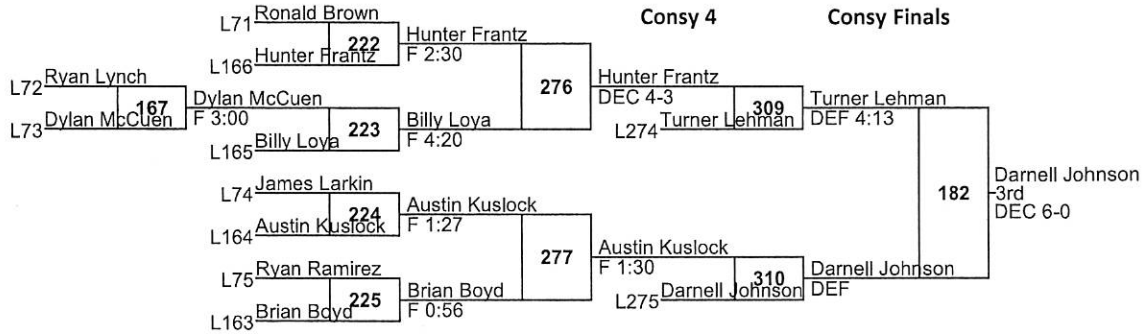 Consy 4
Consy Finals
L71 Ronald Brown
222
L166 Hunter Frantz
Hunter Frantz
F 2:30
L72 Ryan Lynch
167
L73 Dylan McCuen
Dylan McCuen
F 3:00
223
L165 Billy Loya
Billy Loya
F 4:20
276
Hunter Frantz
DEC 4-3
309
L274 Turner Lehman
Turner Lehman
DEF 4:13
L74 James Larkin
224
L164 Austin Kuslock
Austin Kuslock
F 1:27
L75 Ryan Ramirez
225
L163 Brian Boyd
Brian Boyd
F 0:56
277
Austin Kuslock
F 1:30
310
L275 Darnell Johnson
Darnell Johnson
DEF
182
Darnell Johnson
3rd
DEC 6-0